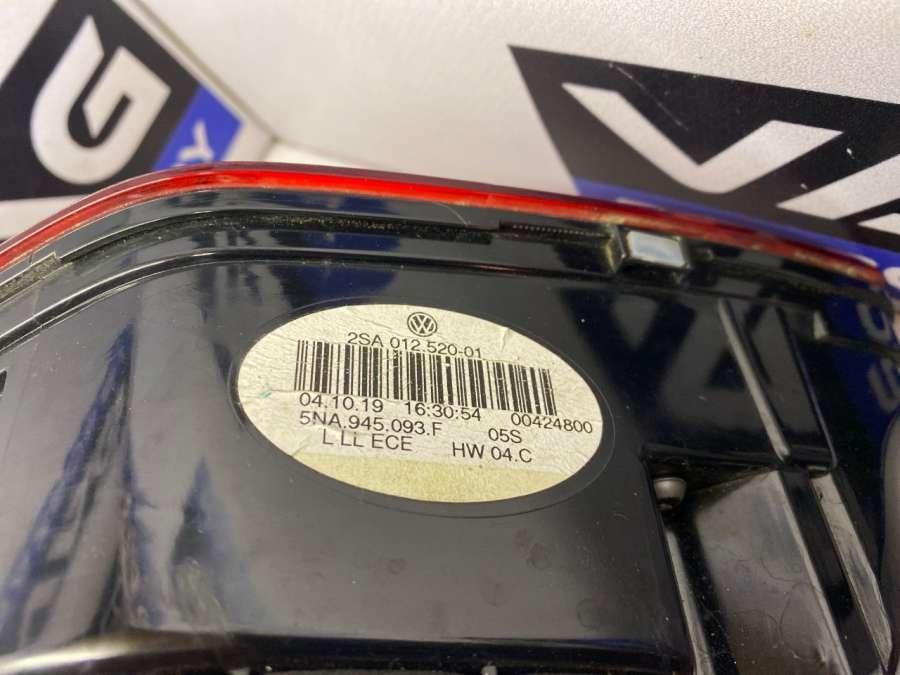 VW
2SA 012 520-01
04.10.19 16:30:54 00424800
5NA.945.093.F 05S
L LL ECE HW 04.C